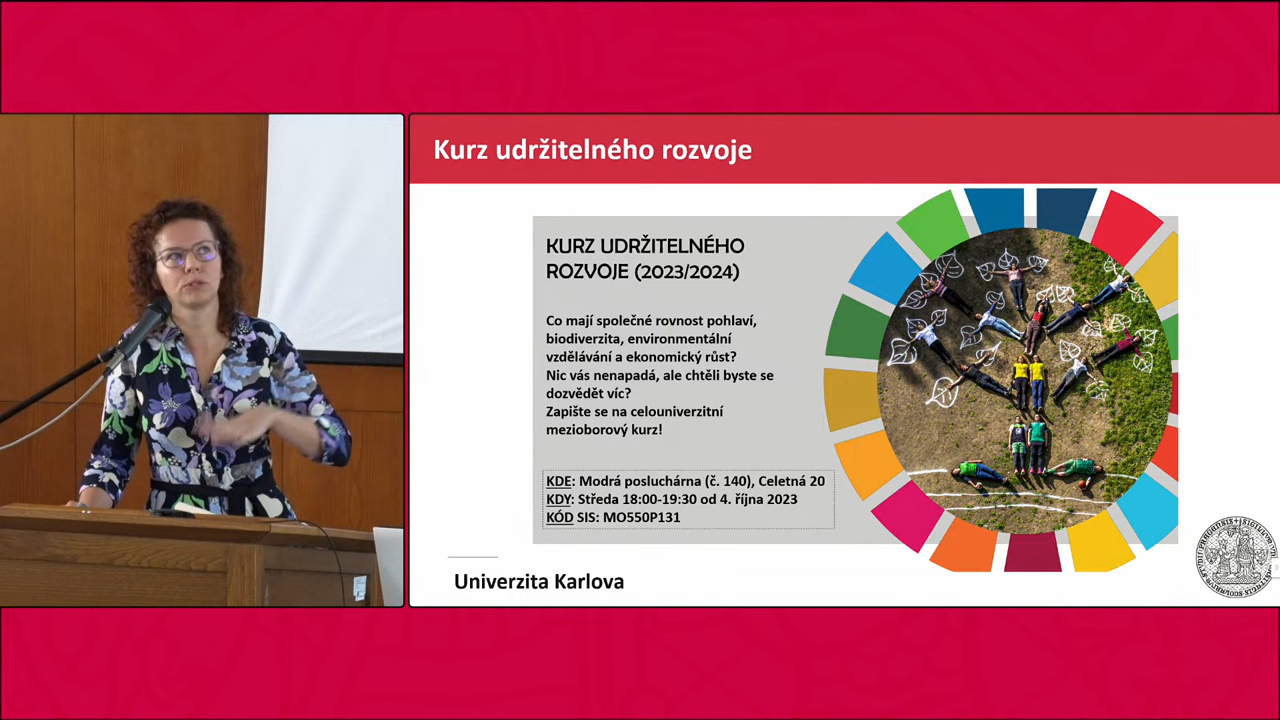 Kurz udržitelného rozvoje
KURZ UDRŽITELNÉHO
ROZVOJE (2023/2024)
Co mají společné rovnost pohlaví,
biodiverzita, environmentální
vzdělávání a ekonomický růst?
Nic vás nenapadá, ale chtěli byste se
dozvědět víc?
Zapište se na celouniverzitní
mezioborový kurz!
KDE: Modrá posluchárna (č. 140), Celetná 20
KDY: Středa 18:00-19:30 od 4. října 2023
KÓD SIS: MO550P131
Univerzita Karlova